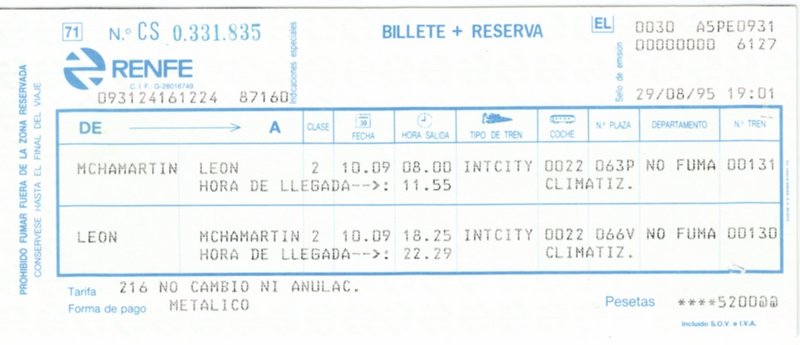 71 N.º CS 0.331.835 BILLETE + RESERVA EL 0030 A5PE0931
00000000 6127
RENFE
C.I.F. G-28016749
093124161224 87160 29/08/95 19:01
Indicaciones especiales
Sello de emisión
DE A CLASE FECHA HORA SALIDA TIPO DE TREN COCHE N.º PLAZA DEPARTAMENTO N.º TREN
MCHAMARTIN LEON 2 10.09 08.00 INTCITY 0022 063P NO FUMA 00131
HORA DE LLEGADA-->: 11.55 CLIMATIZ.
LEON MCHAMARTIN 2 10.09 18.25 INTCITY 0022 066V NO FUMA 00130
HORA DE LLEGADA-->: 22.29 CLIMATIZ.
Tarifa 216 NO CAMBIO NI ANULAC.
Forma de pago METALICO Pesetas ****5200
Incluido S.O.V. e I.V.A.
PROHIBIDO FUMAR FUERA DE LA ZONA RESERVADA
CONSERVESE HASTA EL FINAL DEL VIAJE